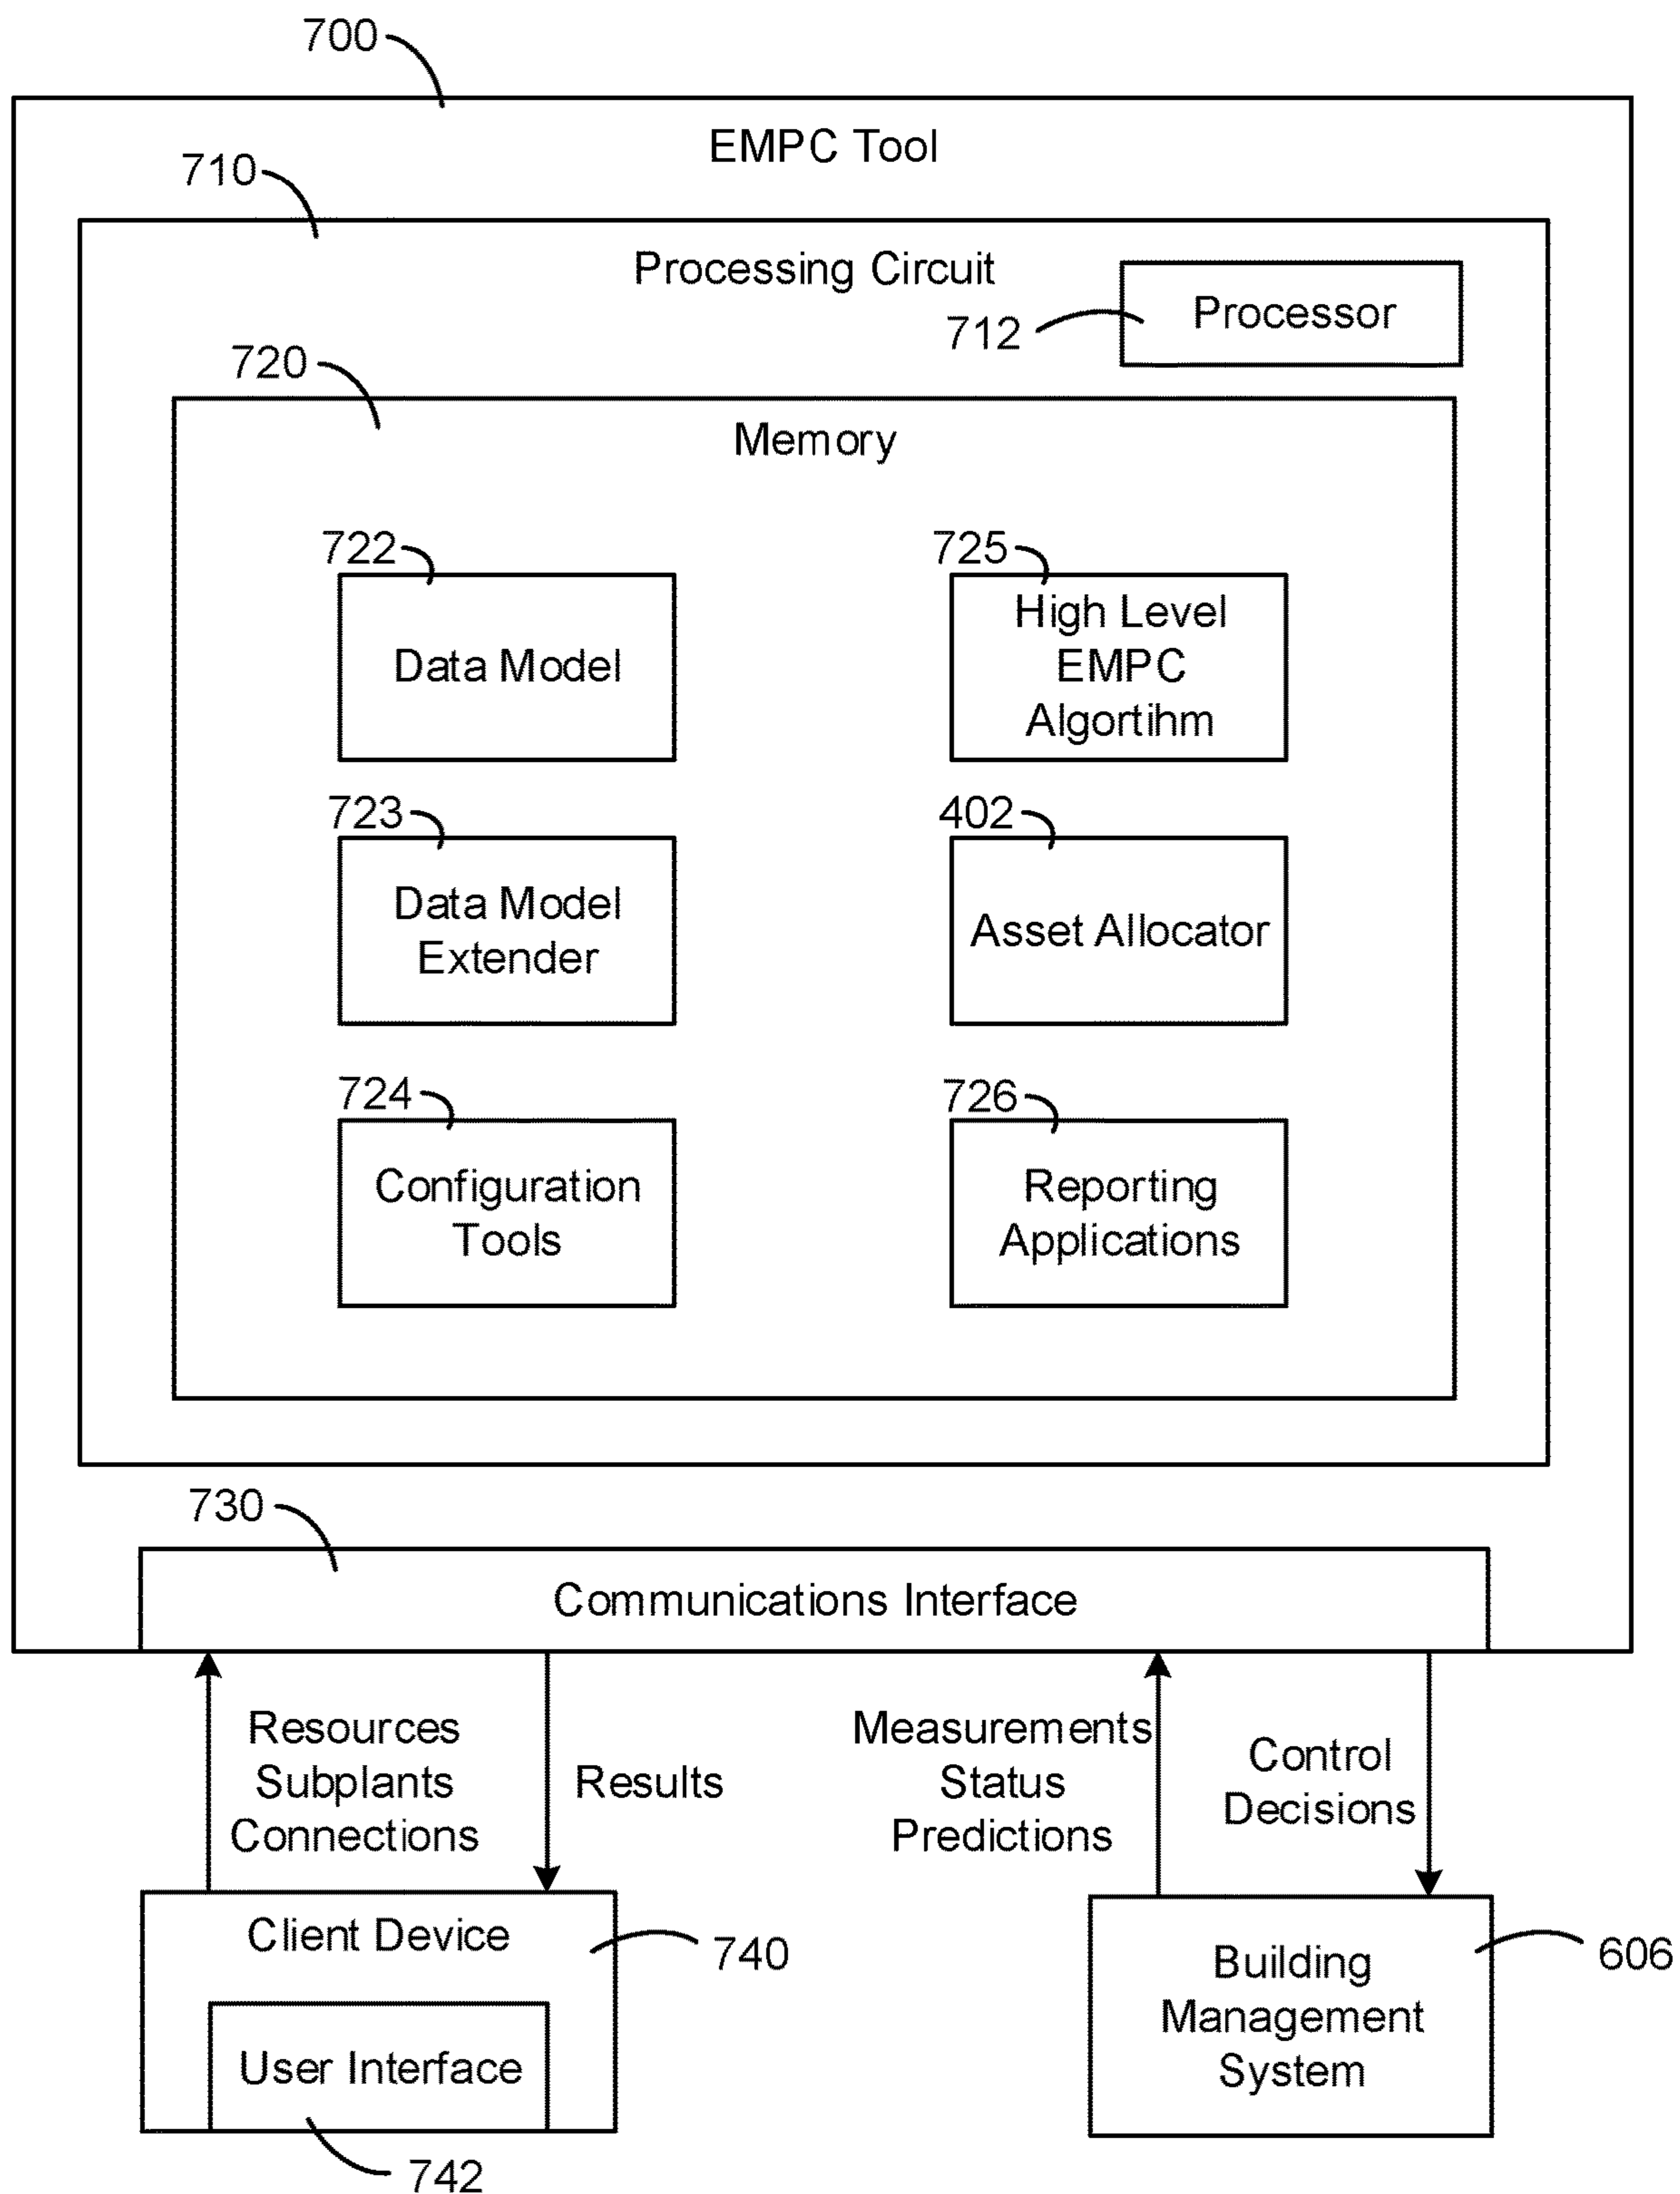 700
EMPC Tool
710
Processing Circuit
Processor
712
720
Memory
722
725
Data Model
High Level
EMPC
Algortihm
723
402
Data Model
Extender
Asset Allocator
724
726
Configuration
Tools
Reporting
Applications
730
Communications Interface
Resources
Subplants
Connections
Results
Measurements
Status
Predictions
Control
Decisions
Client Device
740
User Interface
742
Building
Management
System
606